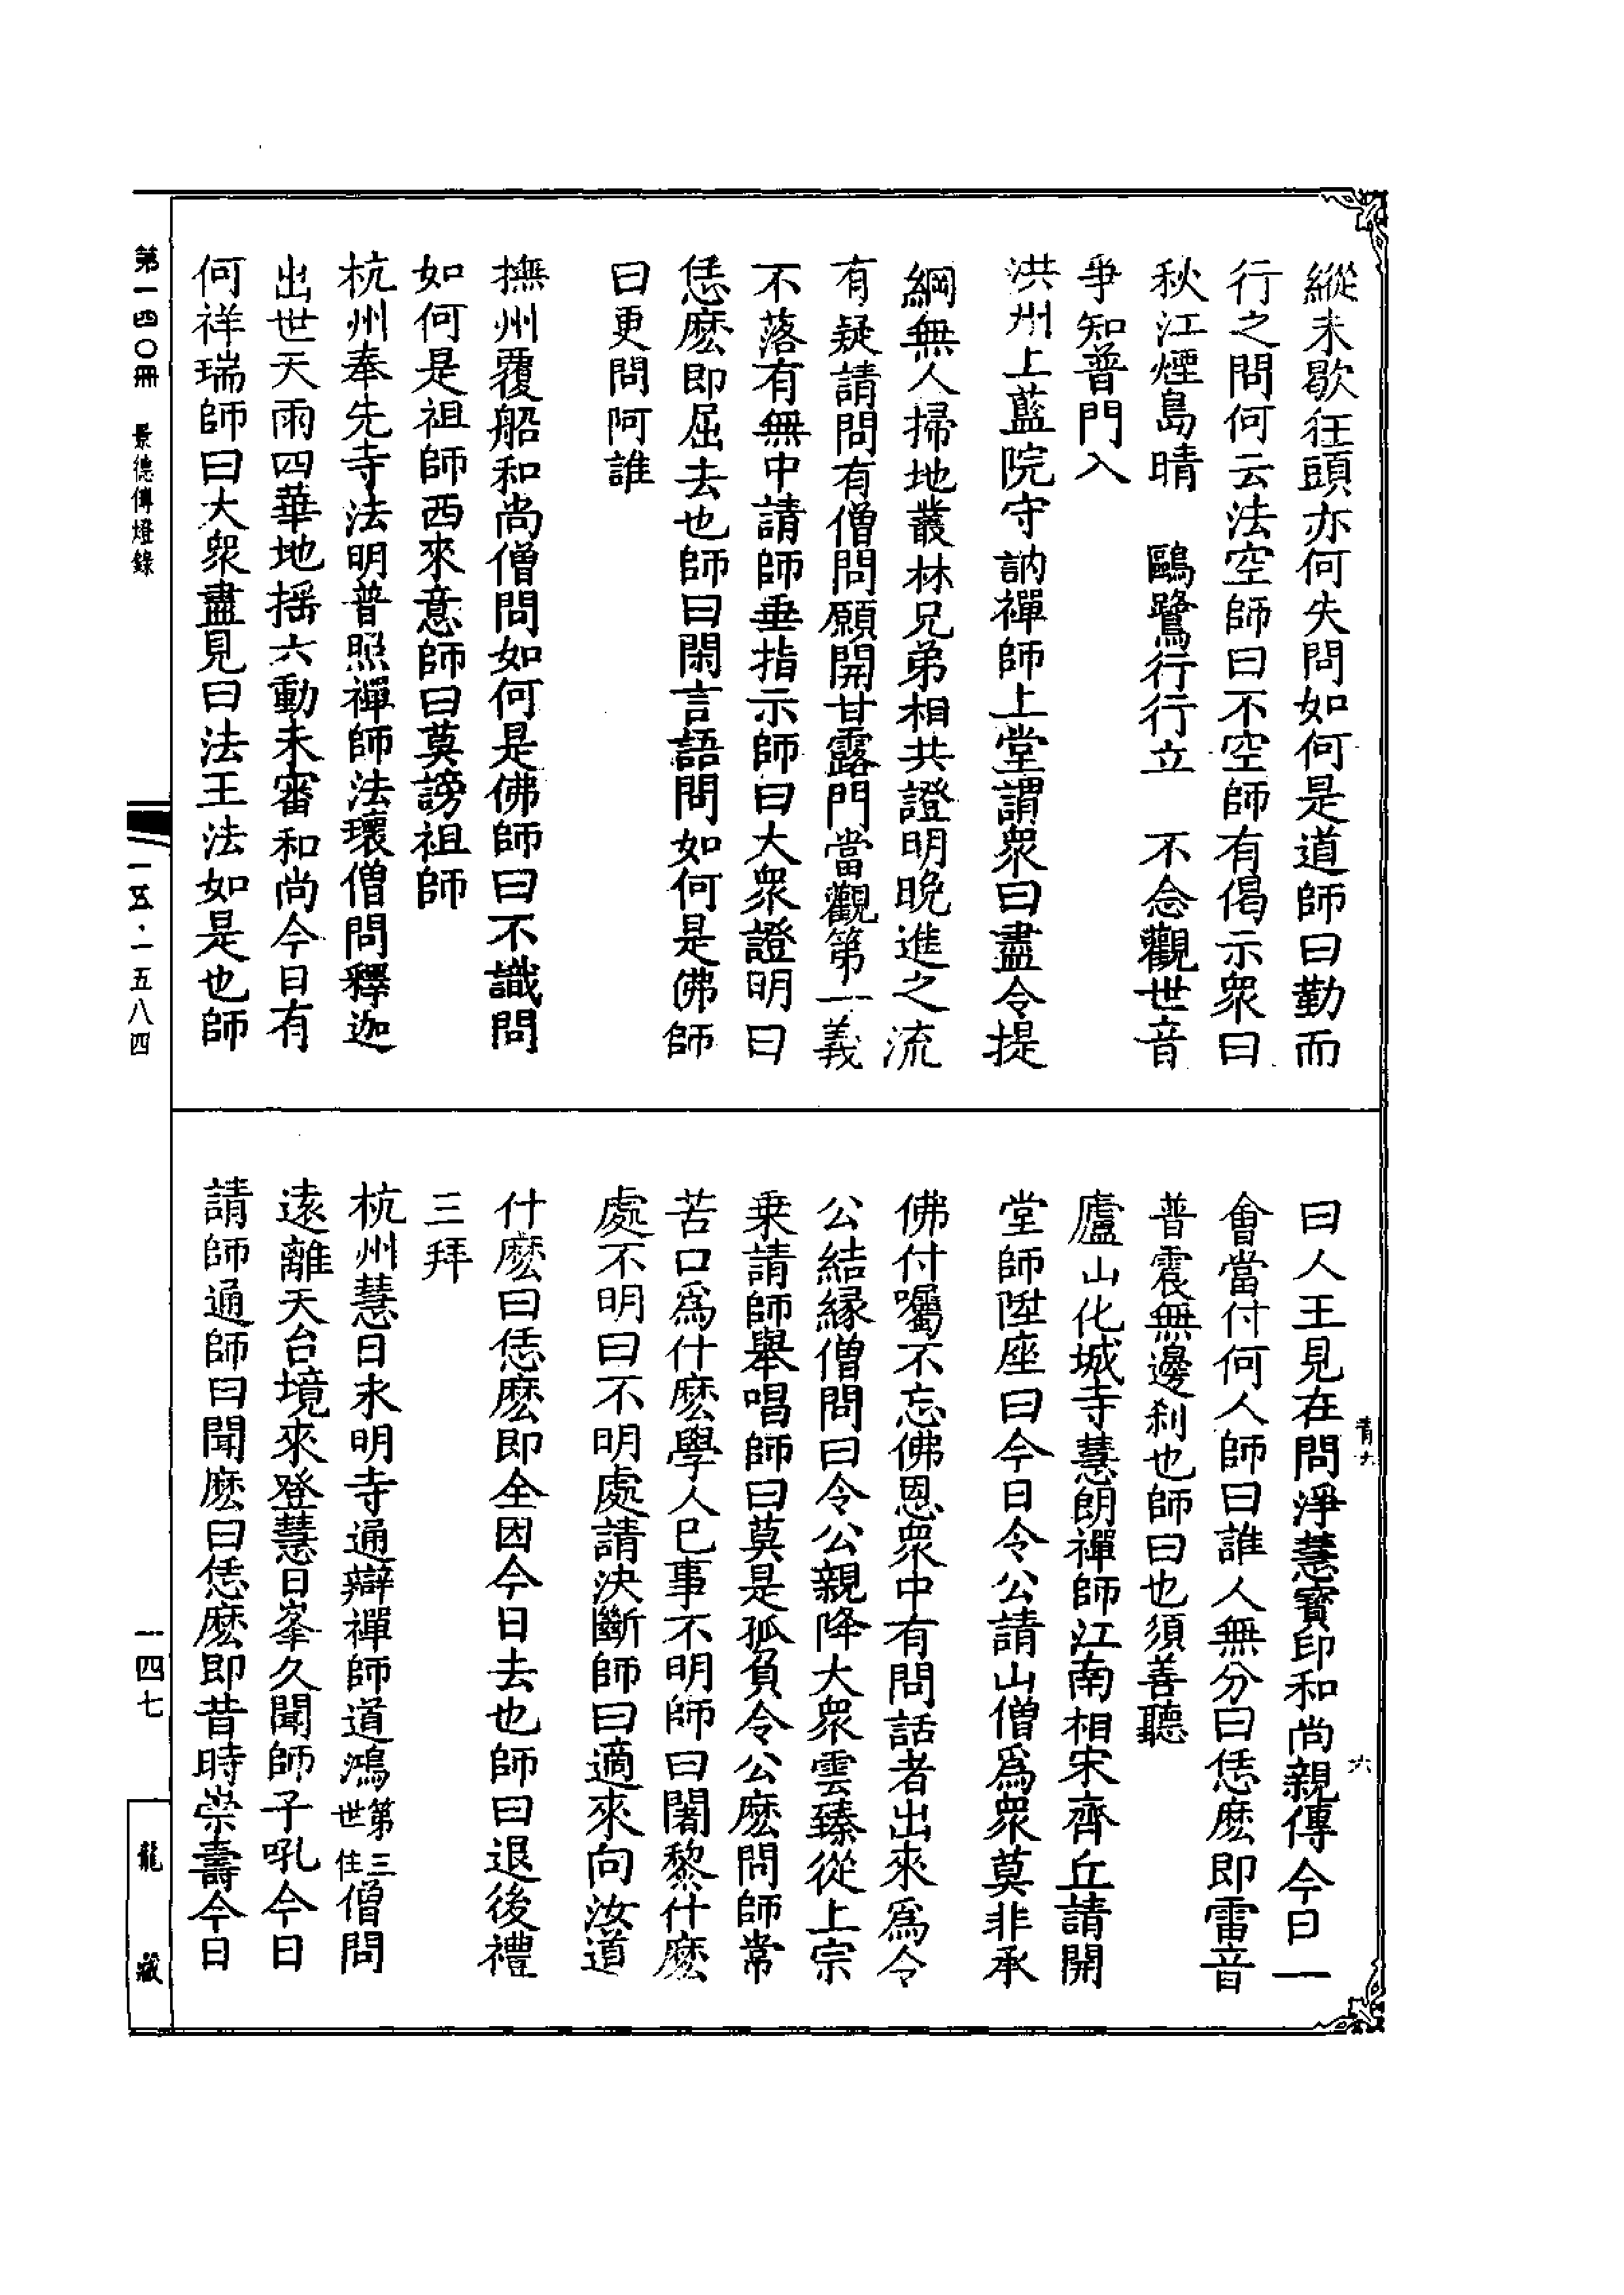 縱未歇狂頭亦何失問如何是道師曰勤而
行之問何云法空師曰不空師有偈示眾曰
秋江煙島晴　鷗鷺行行立　不念觀世音
爭知普門入
洪州上藍院守訥禪師上堂謂眾曰盡令提
綱無人掃地叢林兄弟相共證明晚進之流
有疑請問有僧問願開甘露門當觀第一義
不落有無中請師垂指示師曰大眾證明曰
恁麼即屈去也師曰閑言語問如何是佛師
曰更問阿誰
撫州覆船和尚僧問如何是佛師曰不識問
如何是祖師西來意師曰莫謗祖師
杭州奉先寺法明普照禪師法瓌僧問釋迦
出世天雨四華地搖六動未審和尚今日有
何祥瑞師曰大眾盡見曰法王法如是也師
曰人王見在問淨慧寶印和尚親傳今日一
會當付何人師曰誰人無分曰恁麼即雷音
普震無邊剎也師曰也須善聽
廬山化城寺慧朗禪師江南相宋齊丘請開
堂師陞座曰今日令公請山僧為眾莫非承
佛付囑不忘佛恩眾中有問話者出來為令
公結緣僧問曰令公親降大眾雲臻從上宗
乘請師舉唱師曰莫是孤負令公麼問師常
苦口為什麼學人巳事不明師曰闍黎什麼
處不明曰不明處請決斷師曰適來向汝道
什麼曰恁麼即全因今日去也師曰退後禮
三拜
杭州慧日永明寺通辯禪師道鴻第三世住僧問
遠離天台境來登慧日峯久聞師子吼今日
請師通師曰聞麼曰恁麼即昔時崇壽今日
青六
六
第一四〇冊　景德傳燈錄
一五·一五八四
一四七
龍藏